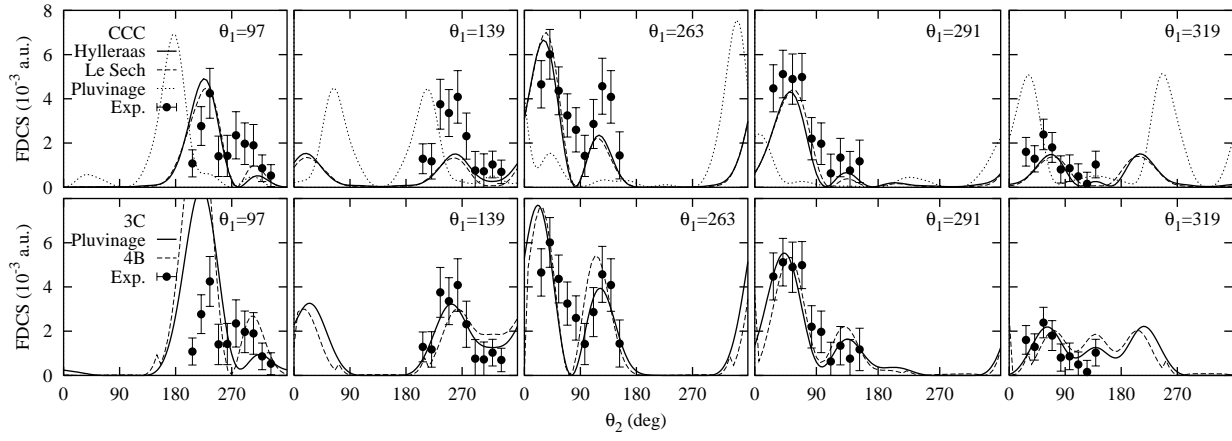 FDCS (10⁻³ a.u.)
8
6
4
2
0
CCC
Hylleraas
Le Sech
Pluvinage
Exp.
θ₁=97
θ₁=139
θ₁=263
θ₁=291
θ₁=319
FDCS (10⁻³ a.u.)
6
4
2
0
3C
Pluvinage
4B
Exp.
θ₁=97
θ₁=139
θ₁=263
θ₁=291
θ₁=319
0 90 180 270 0 90 180 270 0 90 180 270 0 90 180 270 0 90 180 270
θ₂ (deg)